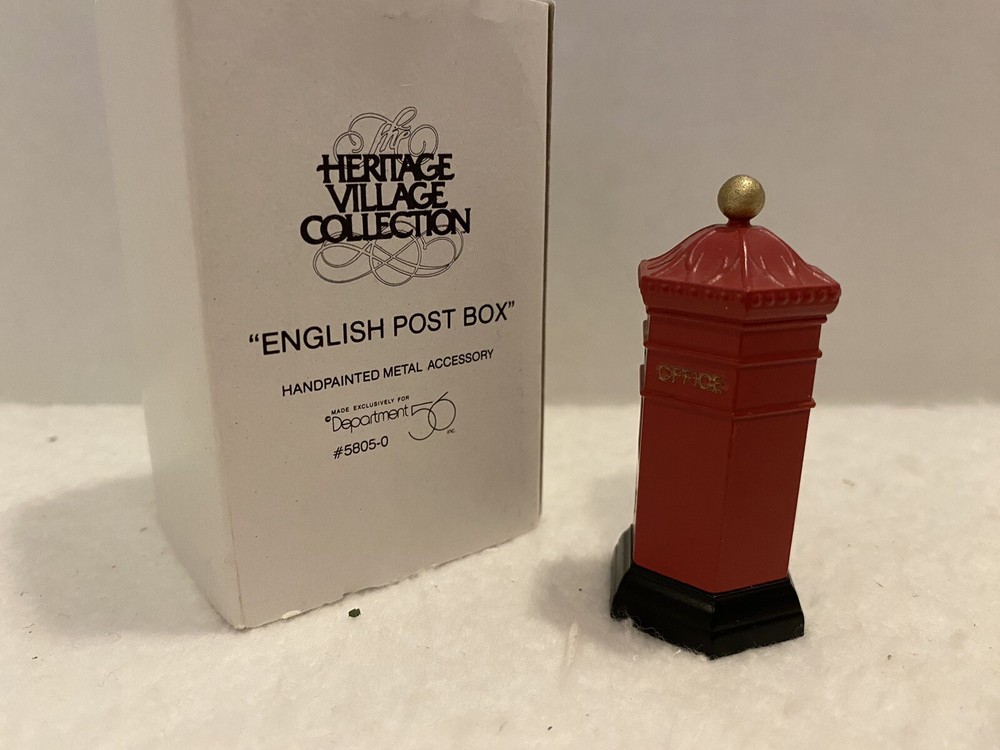 The
HERITAGE
VILLAGE
COLLECTION
“ENGLISH POST BOX”
HANDPAINTED METAL ACCESSORY
MADE EXCLUSIVELY FOR
©Department 56 inc.
#5805-0
OFFICE